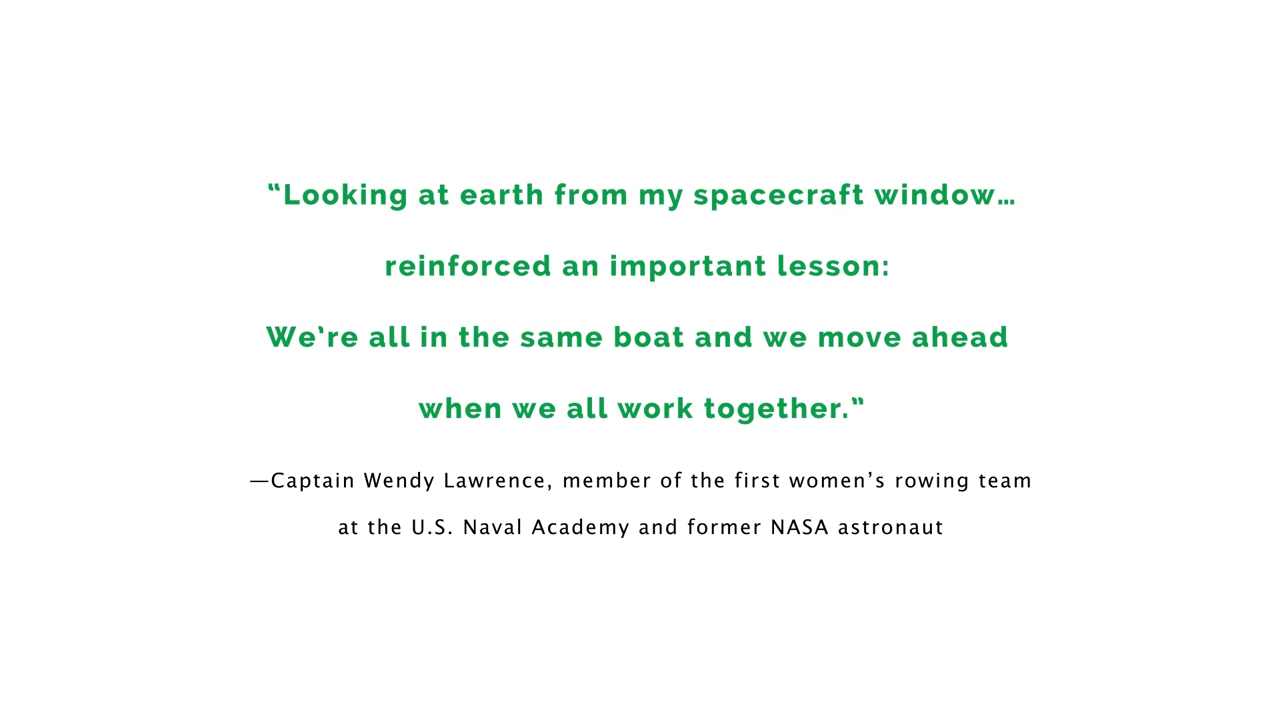 “Looking at earth from my spacecraft window…
reinforced an important lesson:
We’re all in the same boat and we move ahead
when we all work together.”
—Captain Wendy Lawrence, member of the first women’s rowing team
at the U.S. Naval Academy and former NASA astronaut